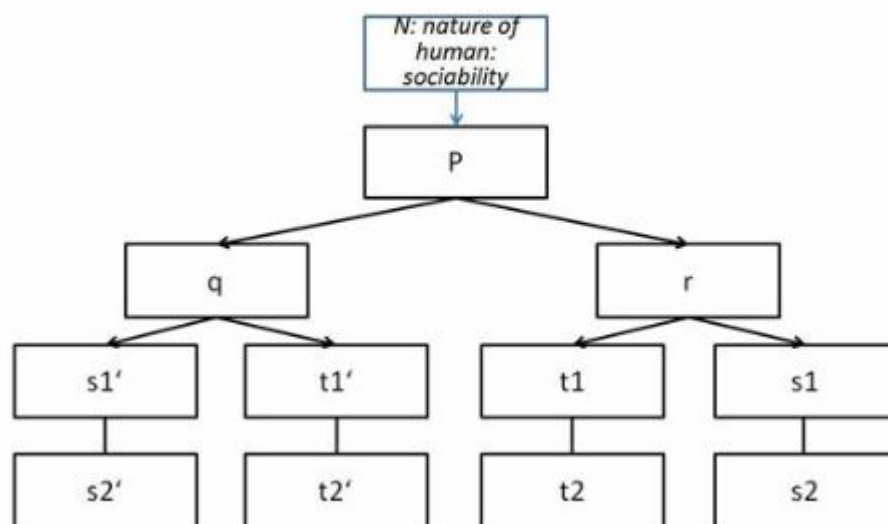 N: nature of
human:
sociability
P
q
r
s1‘
t1‘
t1
s1
s2‘
t2‘
t2
s2